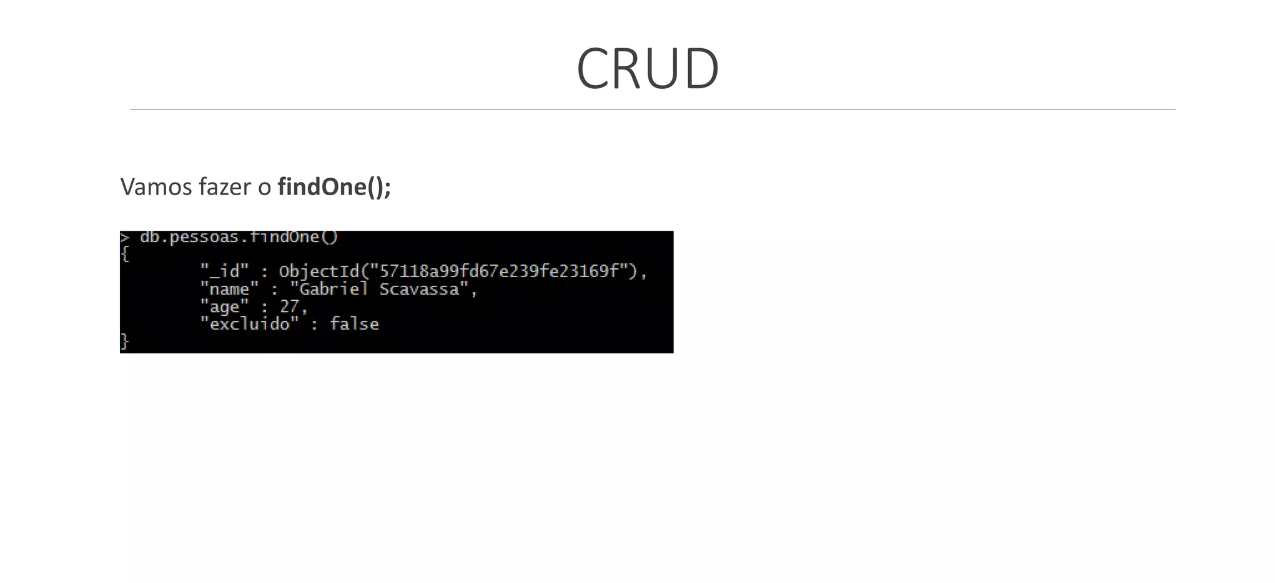 CRUD
Vamos fazer o findOne();
> db.pessoas.findOne()
{
"_id" : ObjectId("57118a99fd67e239fe23169f"),
"name" : "Gabriel Scavassa",
"age" : 27,
"excluido" : false
}